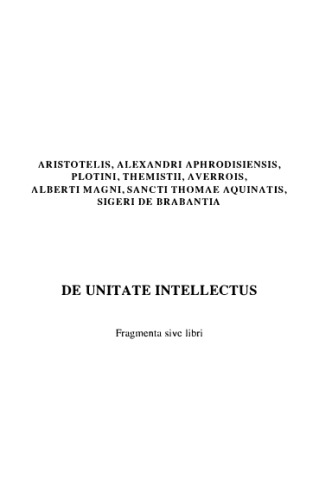 ARISTOTELIS, ALEXANDRI APHRODISIENSIS,
PLOTINI, THEMISTII, AVERROIS,
ALBERTI MAGNI, SANCTI THOMAE AQUINATIS,
SIGERI DE BRABANTIA
DE UNITATE INTELLECTUS
Fragmenta sive libri